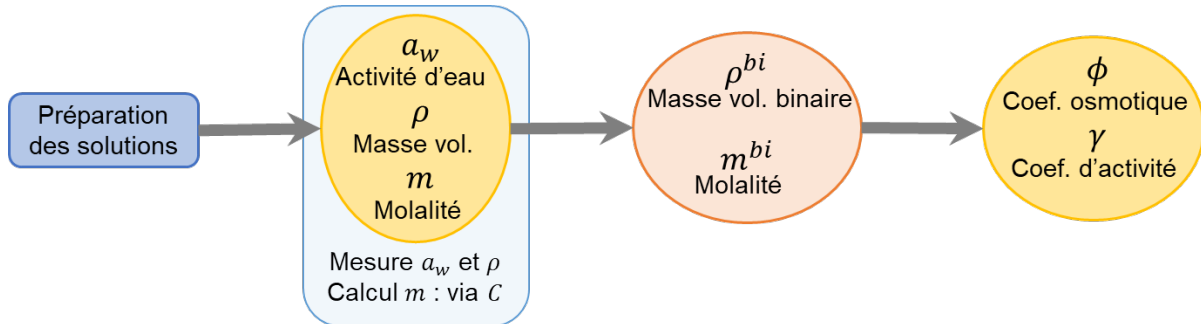 Préparation
des solutions
a_w
Activité d'eau
ρ
Masse vol.
m
Molalité
Mesure a_w et ρ
Calcul m : via C
ρ^{bi}
Masse vol. binaire
m^{bi}
Molalité
ϕ
Coef. osmotique
γ
Coef. d'activité